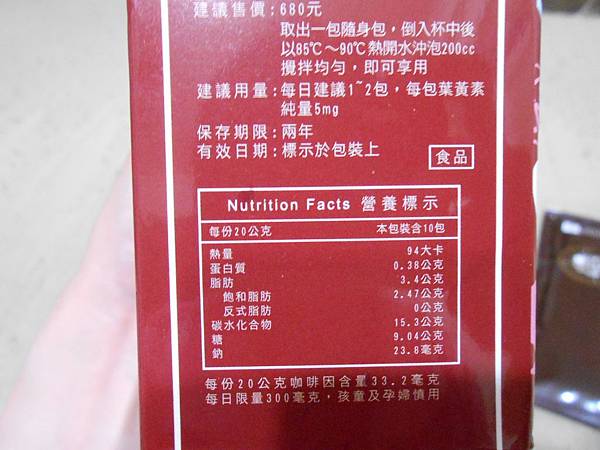 建議售價：680元
取出一包隨身包，倒入杯中後
以85℃～90℃熱開水沖泡200cc
攪拌均勻，即可享用
建議用量：每日建議1~2包，每包葉黃素
純量5mg
保存期限：兩年
有效日期：標示於包裝上
食品
Nutrition Facts 營養標示
每份20公克 本包裝含10包
熱量 94大卡
蛋白質 0.38公克
脂肪 3.4公克
飽和脂肪 2.47公克
反式脂肪 0公克
碳水化合物 15.3公克
糖 9.04公克
鈉 23.8毫克
每份20公克咖啡因含量33.2毫克
每日限量300毫克，孩童及孕婦慎用